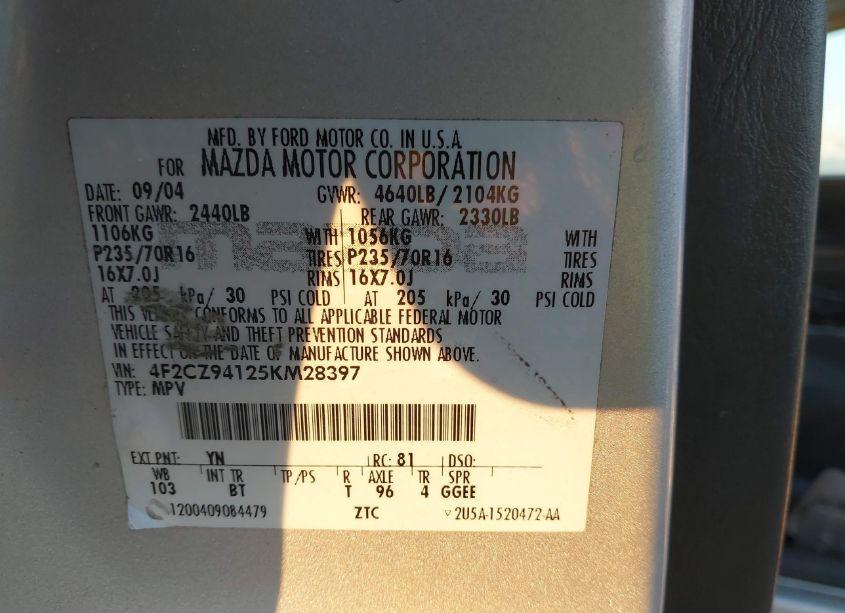 MFD. BY FORD MOTOR CO. IN U.S.A.
FOR MAZDA MOTOR CORPORATION
DATE: 09/04 GVWR: 4640LB/ 2104KG
FRONT GAWR: 2440LB REAR GAWR: 2330LB
1106KG WITH 1056KG WITH
P235/70R16 TIRES P235/70R16 TIRES
16X7.0J RIMS 16X7.0J RIMS
AT 205 kPa/ 30 PSI COLD AT 205 kPa/ 30 PSI COLD
THIS VEHICLE CONFORMS TO ALL APPLICABLE FEDERAL MOTOR
VEHICLE SAFETY AND THEFT PREVENTION STANDARDS
IN EFFECT ON THE DATE OF MANUFACTURE SHOWN ABOVE.
VIN: 4F2CZ94125KM28397
TYPE: MPV
EXT PNT: YN RC: 81 DSO:
WB INT TR TP/PS R AXLE TR SPR
103 BT T 96 4 GGEE
1200409084479 ZTC 2U5A-1520472-AA